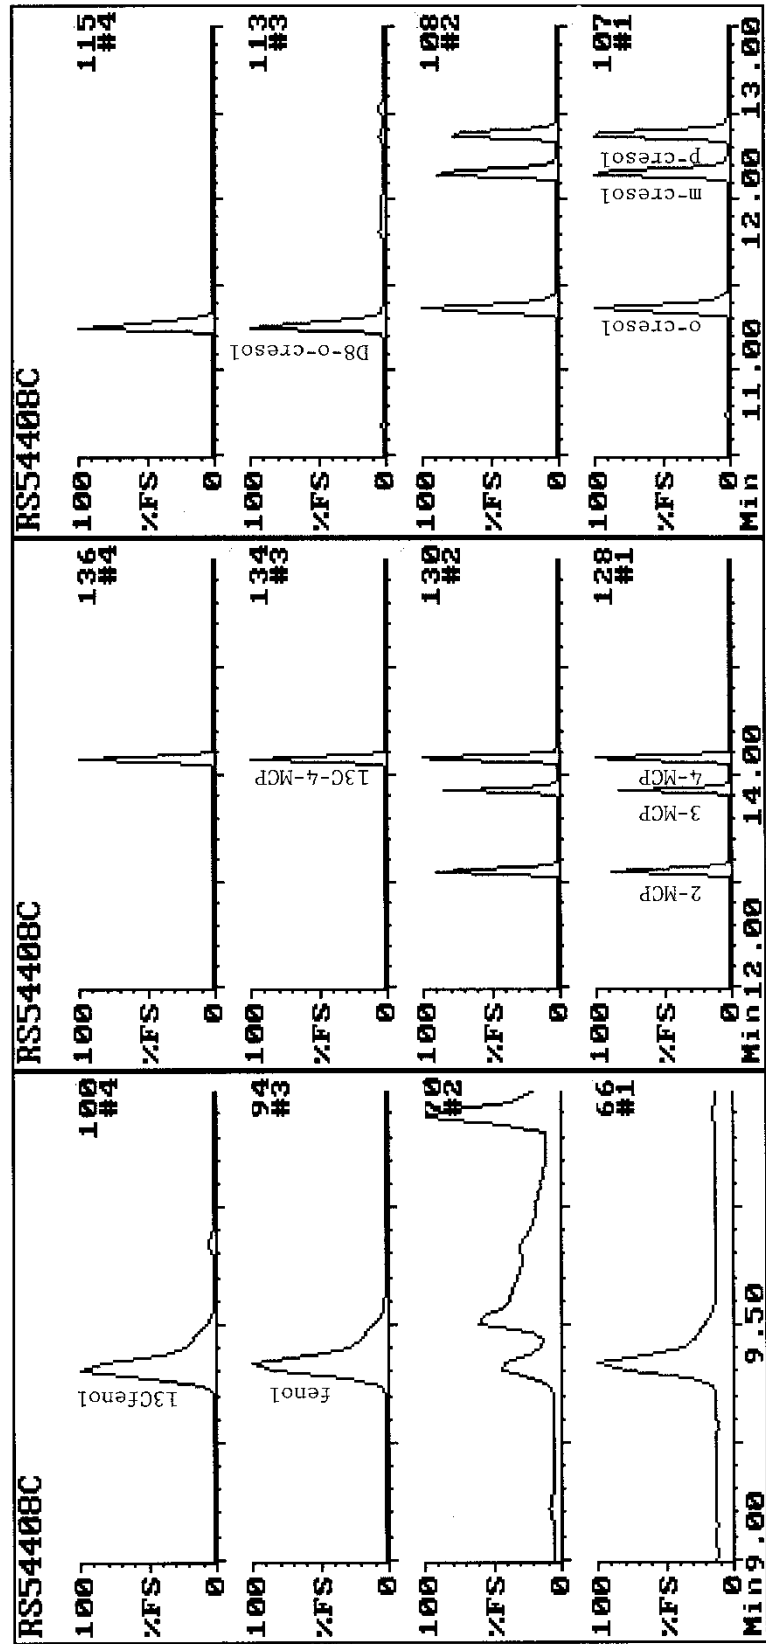 RS54408C
100
%FS
0
13Cfenol
100
#4
100
%FS
0
fenol
94
#3
100
%FS
0
70
#2
100
%FS
0
66
#1
Min 9.00 9.50
RS54408C
100
%FS
0
136
#4
100
%FS
0
13C-4-MCP
134
#3
100
%FS
0
130
#2
100
%FS
0
2-MCP
3-MCP
4-MCP
128
#1
Min 12.00 14.00
RS54408C
100
%FS
0
115
#4
100
%FS
0
D8-o-cresol
113
#3
100
%FS
0
108
#2
100
%FS
0
o-cresol
m-cresol
p-cresol
107
#1
Min 11.00 12.00 13.00